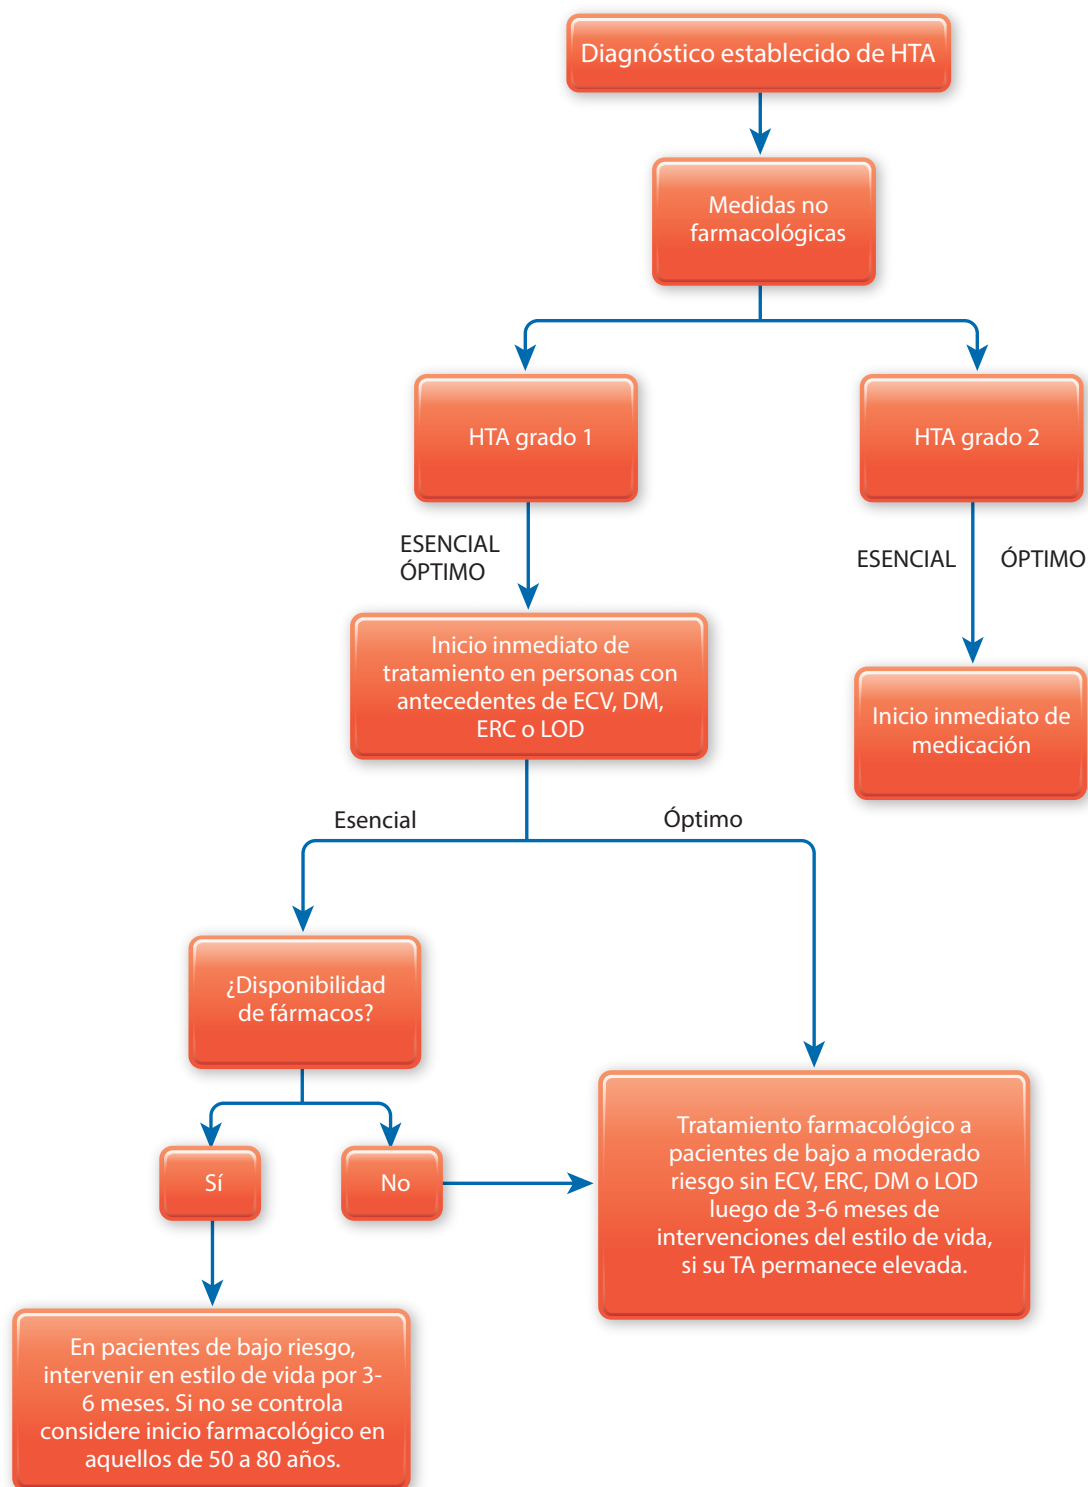 Diagnóstico establecido de HTA
Medidas no
farmacológicas
HTA grado 1
HTA grado 2
ESENCIAL
ÓPTIMO
ESENCIAL
ÓPTIMO
Inicio inmediato de
tratamiento en personas con
antecedentes de ECV, DM,
ERC o LOD
Inicio inmediato de
medicación
Esencial
Óptimo
¿Disponibilidad
de fármacos?
Sí
No
Tratamiento farmacológico a
pacientes de bajo a moderado
riesgo sin ECV, ERC, DM o LOD
luego de 3-6 meses de
intervenciones del estilo de vida,
si su TA permanece elevada.
En pacientes de bajo riesgo,
intervenir en estilo de vida por 3-
6 meses. Si no se controla
considere inicio farmacológico en
aquellos de 50 a 80 años.